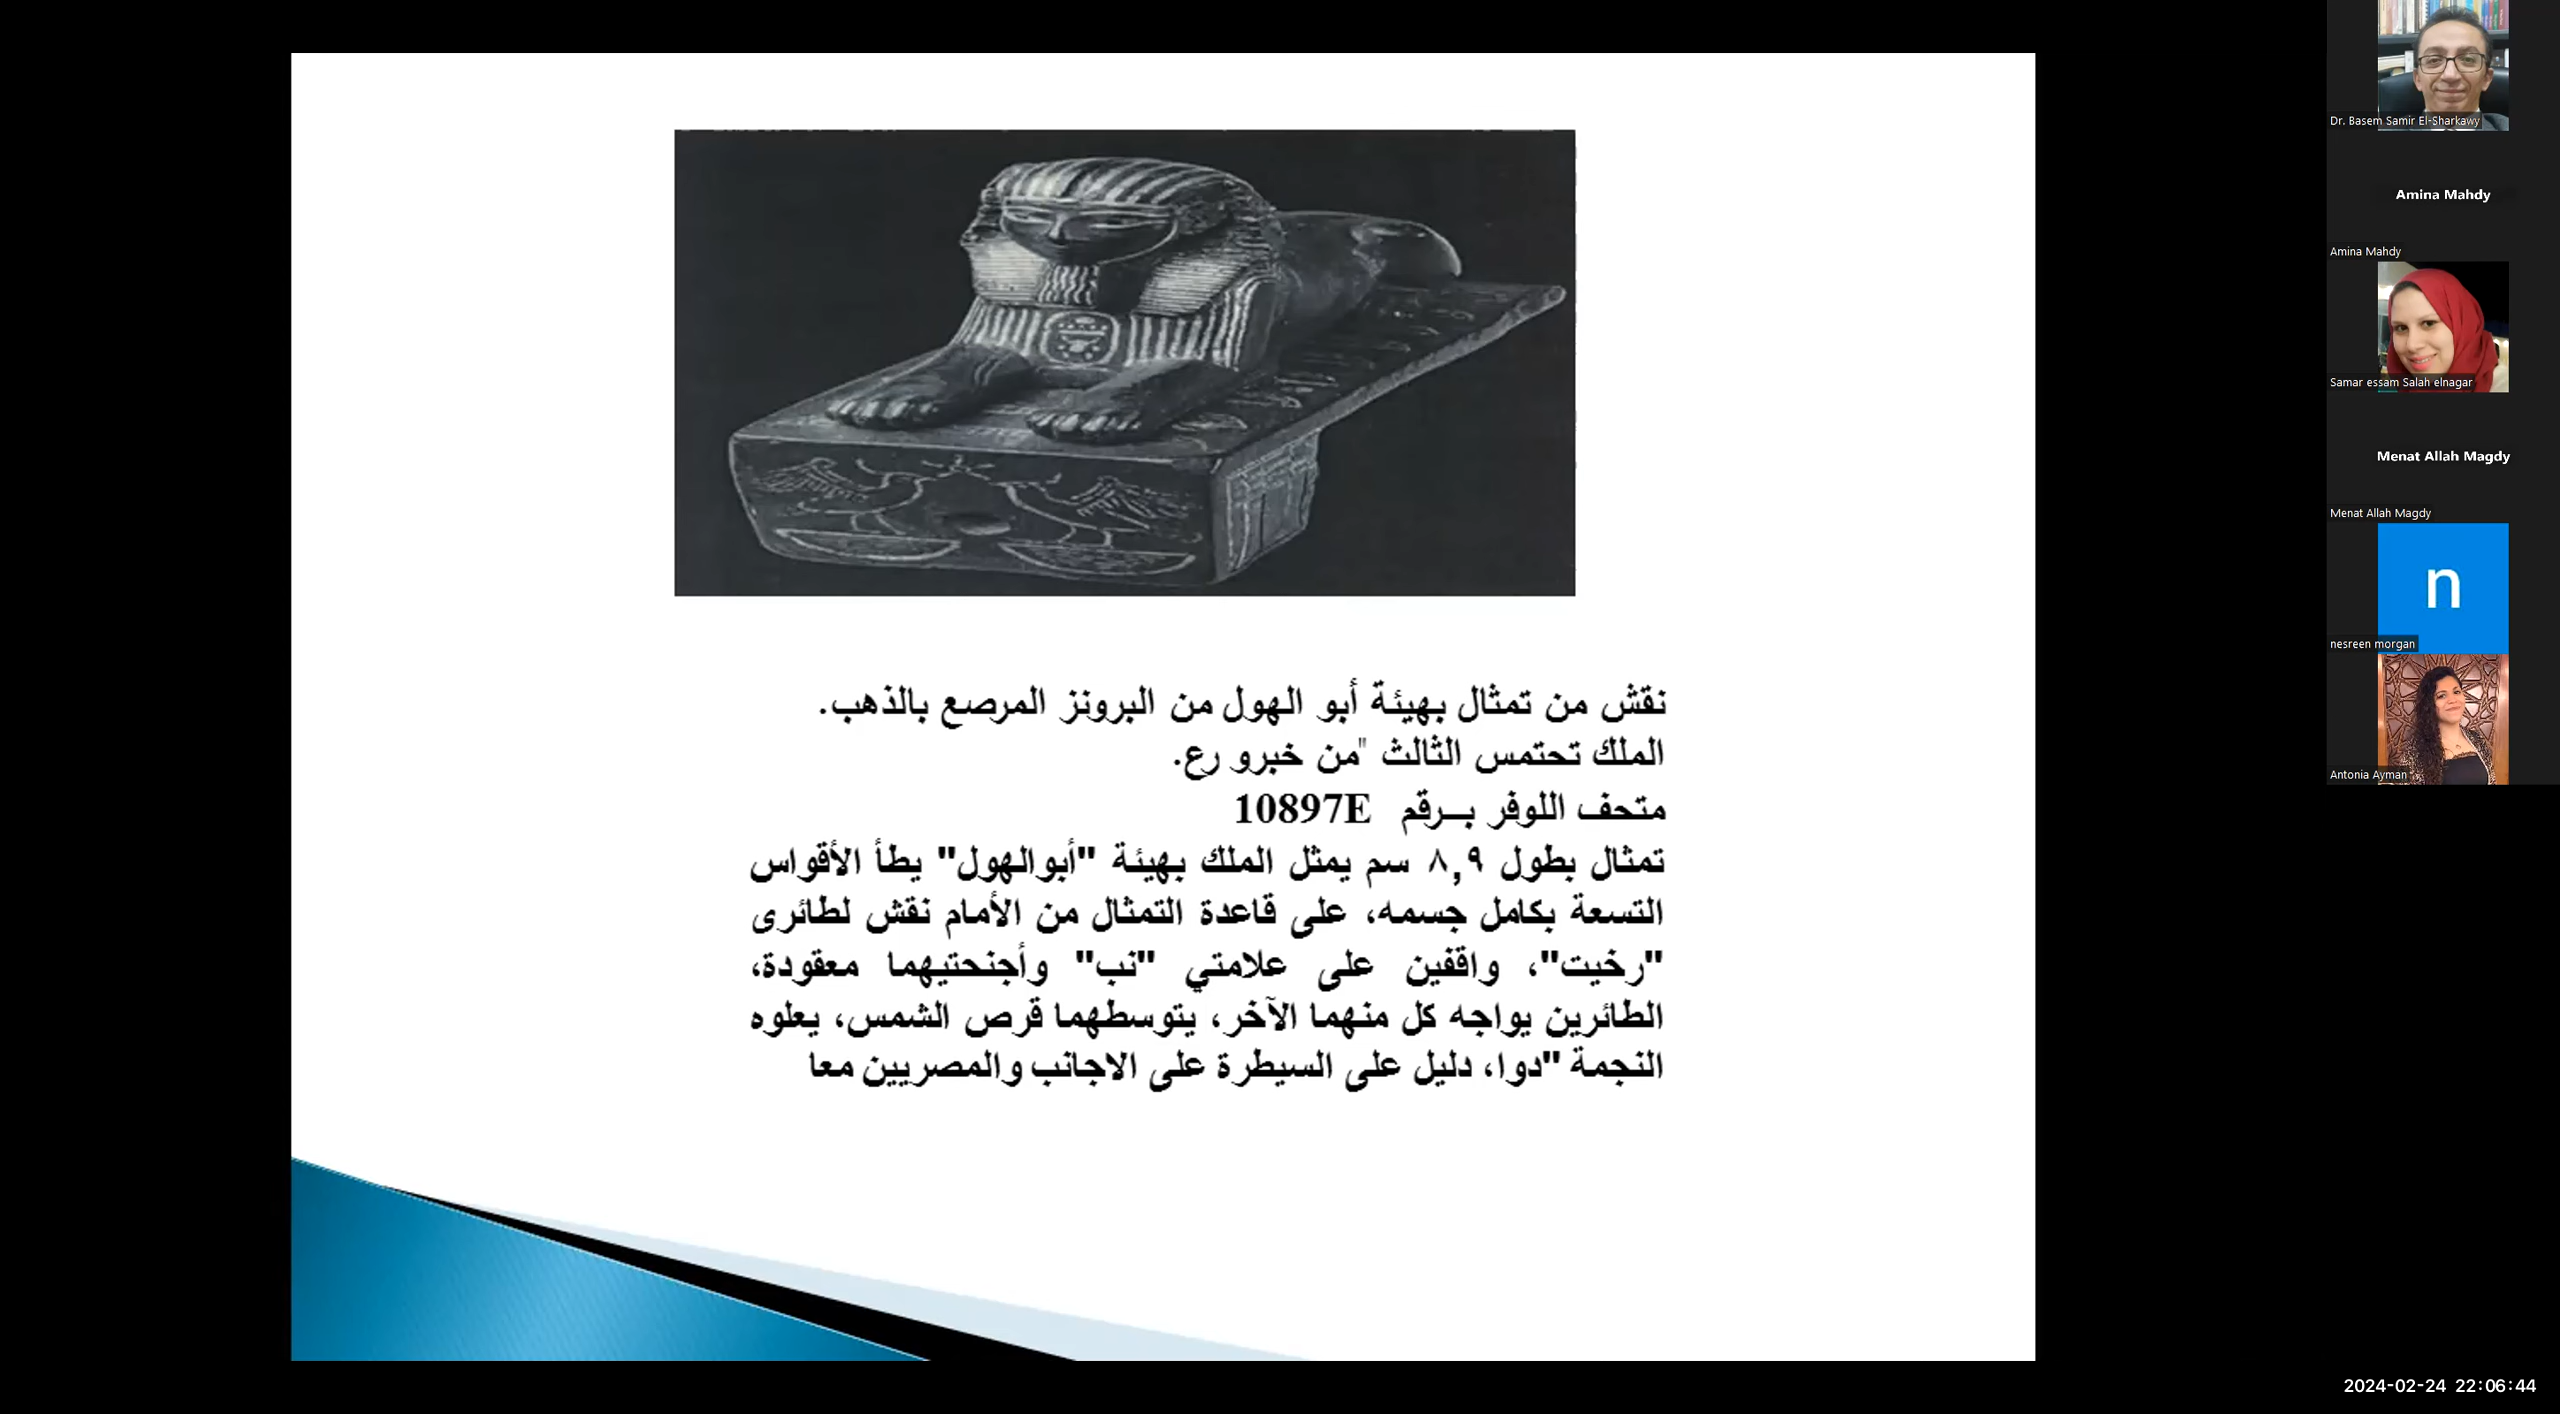 نقش من تمثال بهيئة أبو الهول من البرونز المرصع بالذهب.
الملك تحتمس الثالث "من خبرو رع.
متحف اللوفر بــرقم 10897E
تمثال بطول ٨,٩ سم يمثل الملك بهيئة "أبوالهول" يطأ الأقواس
التسعة بكامل جسمه، على قاعدة التمثال من الأمام نقش لطائرى
"رخيت"، واقفين على علامتي "نب" وأجنحتيهما معقودة،
الطائرين يواجه كل منهما الآخر، يتوسطهما قرص الشمس، يعلوه
النجمة "دوا، دليل على السيطرة على الاجانب والمصريين معا
Dr. Basem Samir El-Sharkawy
Amina Mahdy
Amina Mahdy
Samar essam Salah elnagar
Menat Allah Magdy
Menat Allah Magdy
n
nesreen morgan
Antonia Ayman
2024-02-24 22:06:44